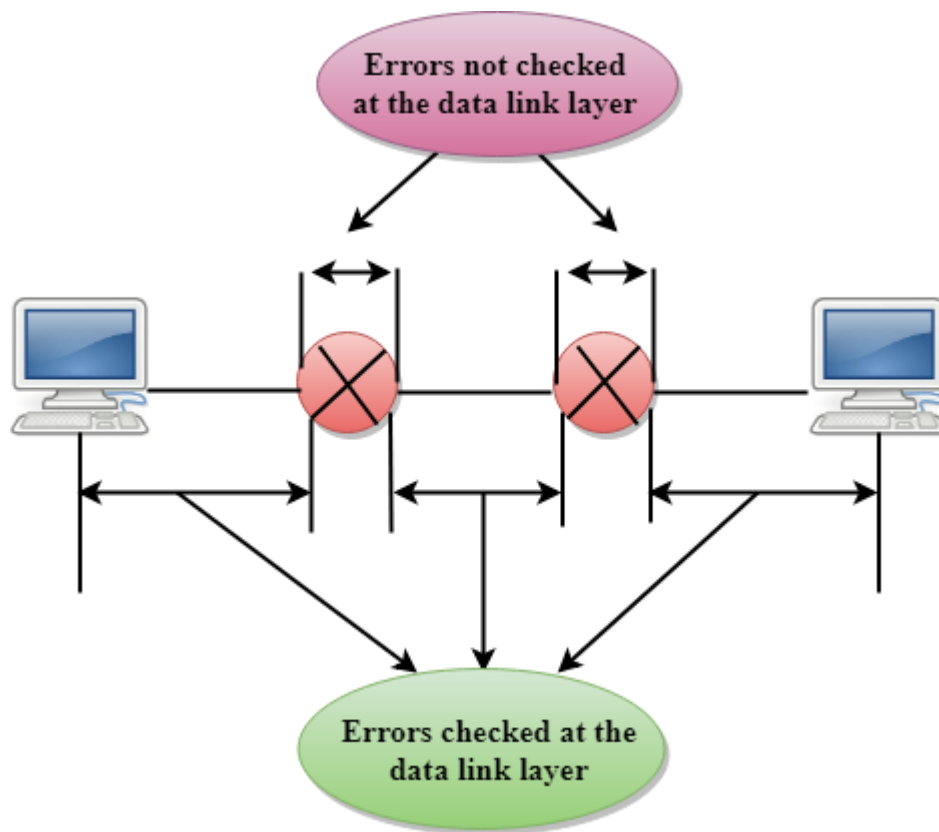 Errors not checked
at the data link layer
Errors checked at the
data link layer